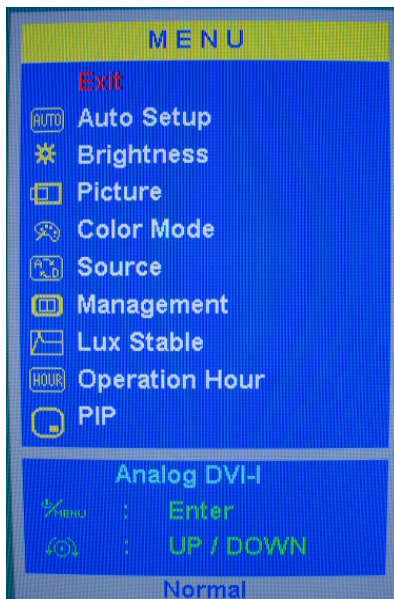 MENU
Exit
AUTO Auto Setup
Brightness
Picture
Color Mode
A D Source
Management
Lux Stable
HOUR Operation Hour
PIP
Analog DVI-I
/MENU : Enter
: UP / DOWN
Normal